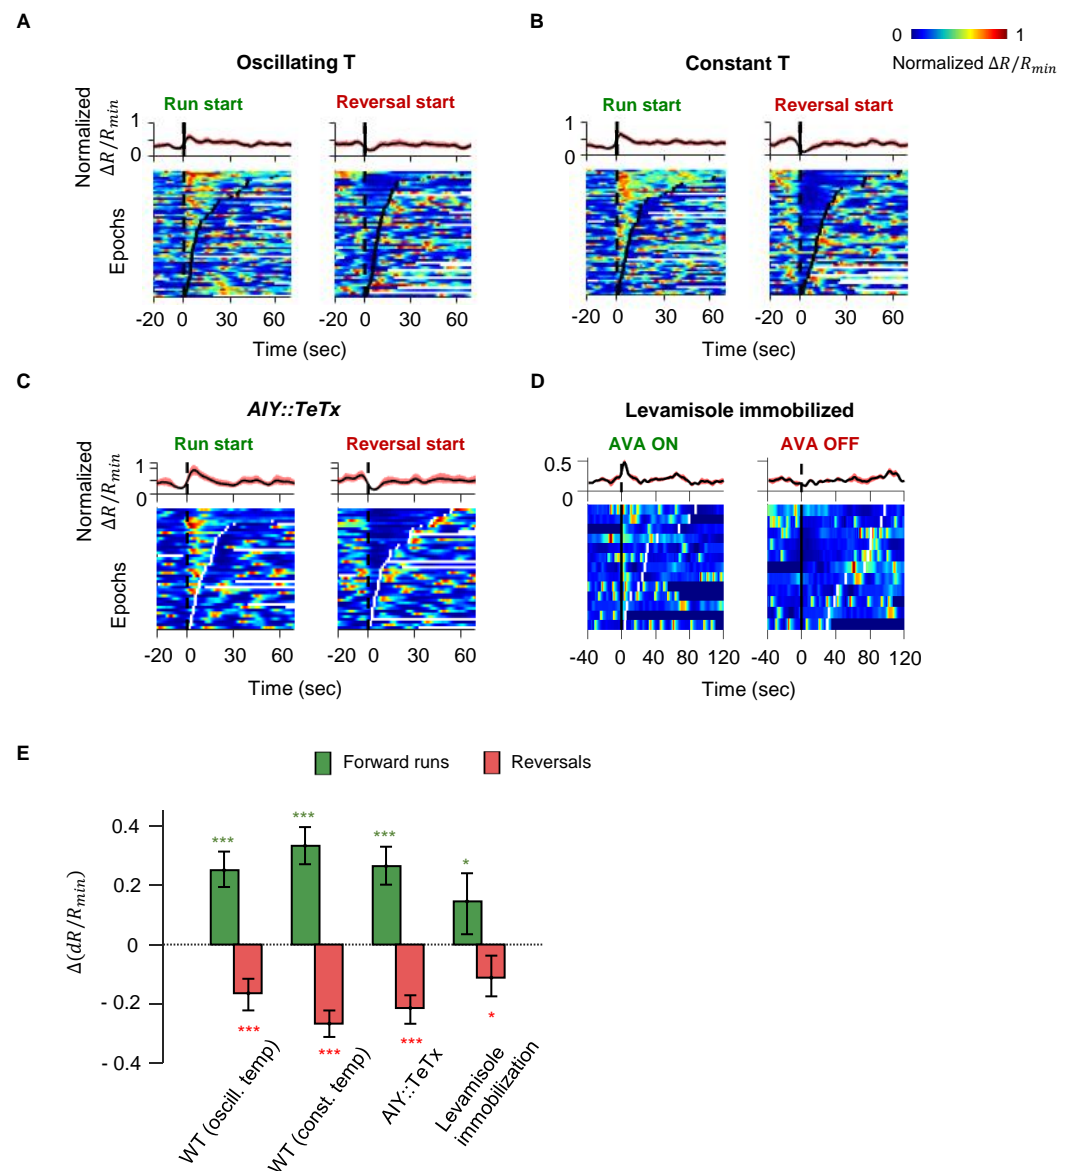 A
B
0 1
Normalized ΔR/R_min
Oscillating T
Constant T
Run start
Reversal start
Run start
Reversal start
Normalized
ΔR/R_min
1
0
1
0
Epochs
-20 0 30 60
-20 0 30 60
-20 0 30 60
-20 0 30 60
Time (sec)
Time (sec)
C
D
AIY::TeTx
Levamisole immobilized
Run start
Reversal start
AVA ON
AVA OFF
Normalized
ΔR/R_min
1
0
0.5
0
Epochs
-20 0 30 60
-20 0 30 60
-40 0 40 80 120
-40 0 40 80 120
Time (sec)
Time (sec)
E
Forward runs
Reversals
Δ(dR/R_min)
0.4
0.2
0
- 0.2
- 0.4
***
***
***
*
***
***
***
*
WT (oscill. temp)
WT (const. temp)
AIY::TeTx
Levamisole
immobilization